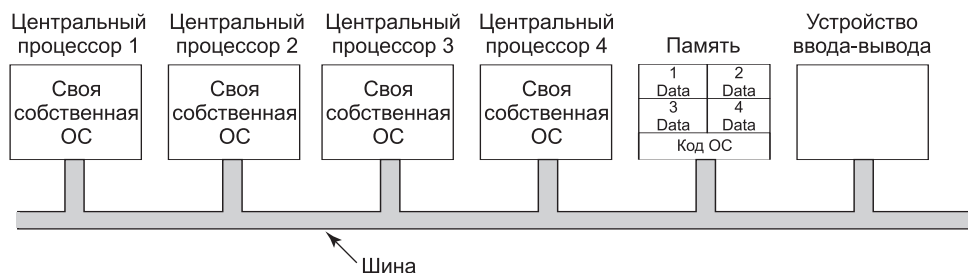 Центральный
процессор 1
Центральный
процессор 2
Центральный
процессор 3
Центральный
процессор 4
Память
Устройство
ввода-вывода
Своя
собственная
ОС
Своя
собственная
ОС
Своя
собственная
ОС
Своя
собственная
ОС
1
Data
2
Data
3
Data
4
Data
Код ОС
Шина